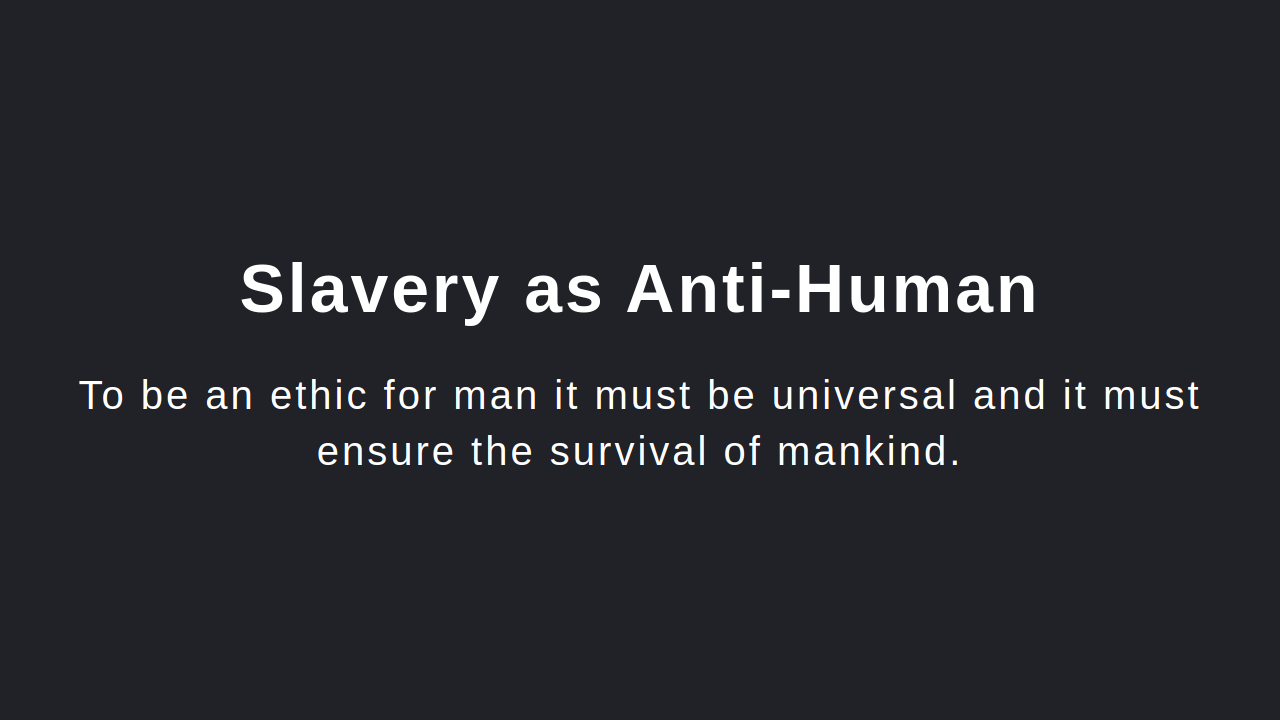 Slavery as Anti-Human
To be an ethic for man it must be universal and it must
ensure the survival of mankind.